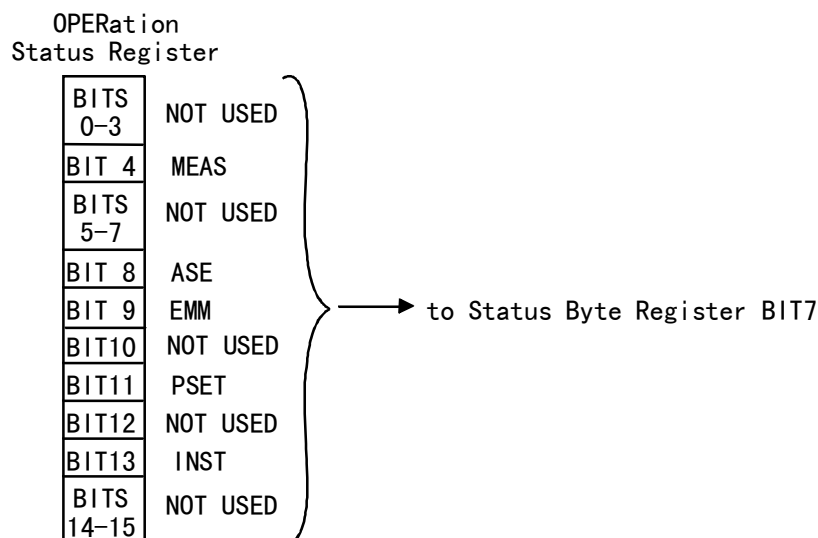 OPERation
Status Register
BITS
0-3
NOT USED
BIT 4
MEAS
BITS
5-7
NOT USED
BIT 8
ASE
BIT 9
EMM
BIT10
NOT USED
BIT11
PSET
BIT12
NOT USED
BIT13
INST
BITS
14-15
NOT USED
to Status Byte Register BIT7